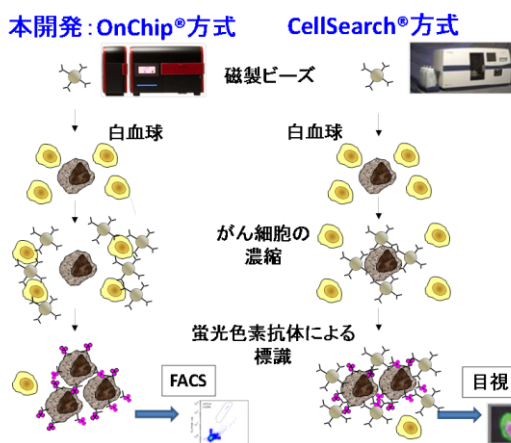 本開発：OnChip®方式
CellSearch®方式
磁製ビーズ
白血球
白血球
がん細胞の
濃縮
蛍光色素抗体による
標識
FACS
目視